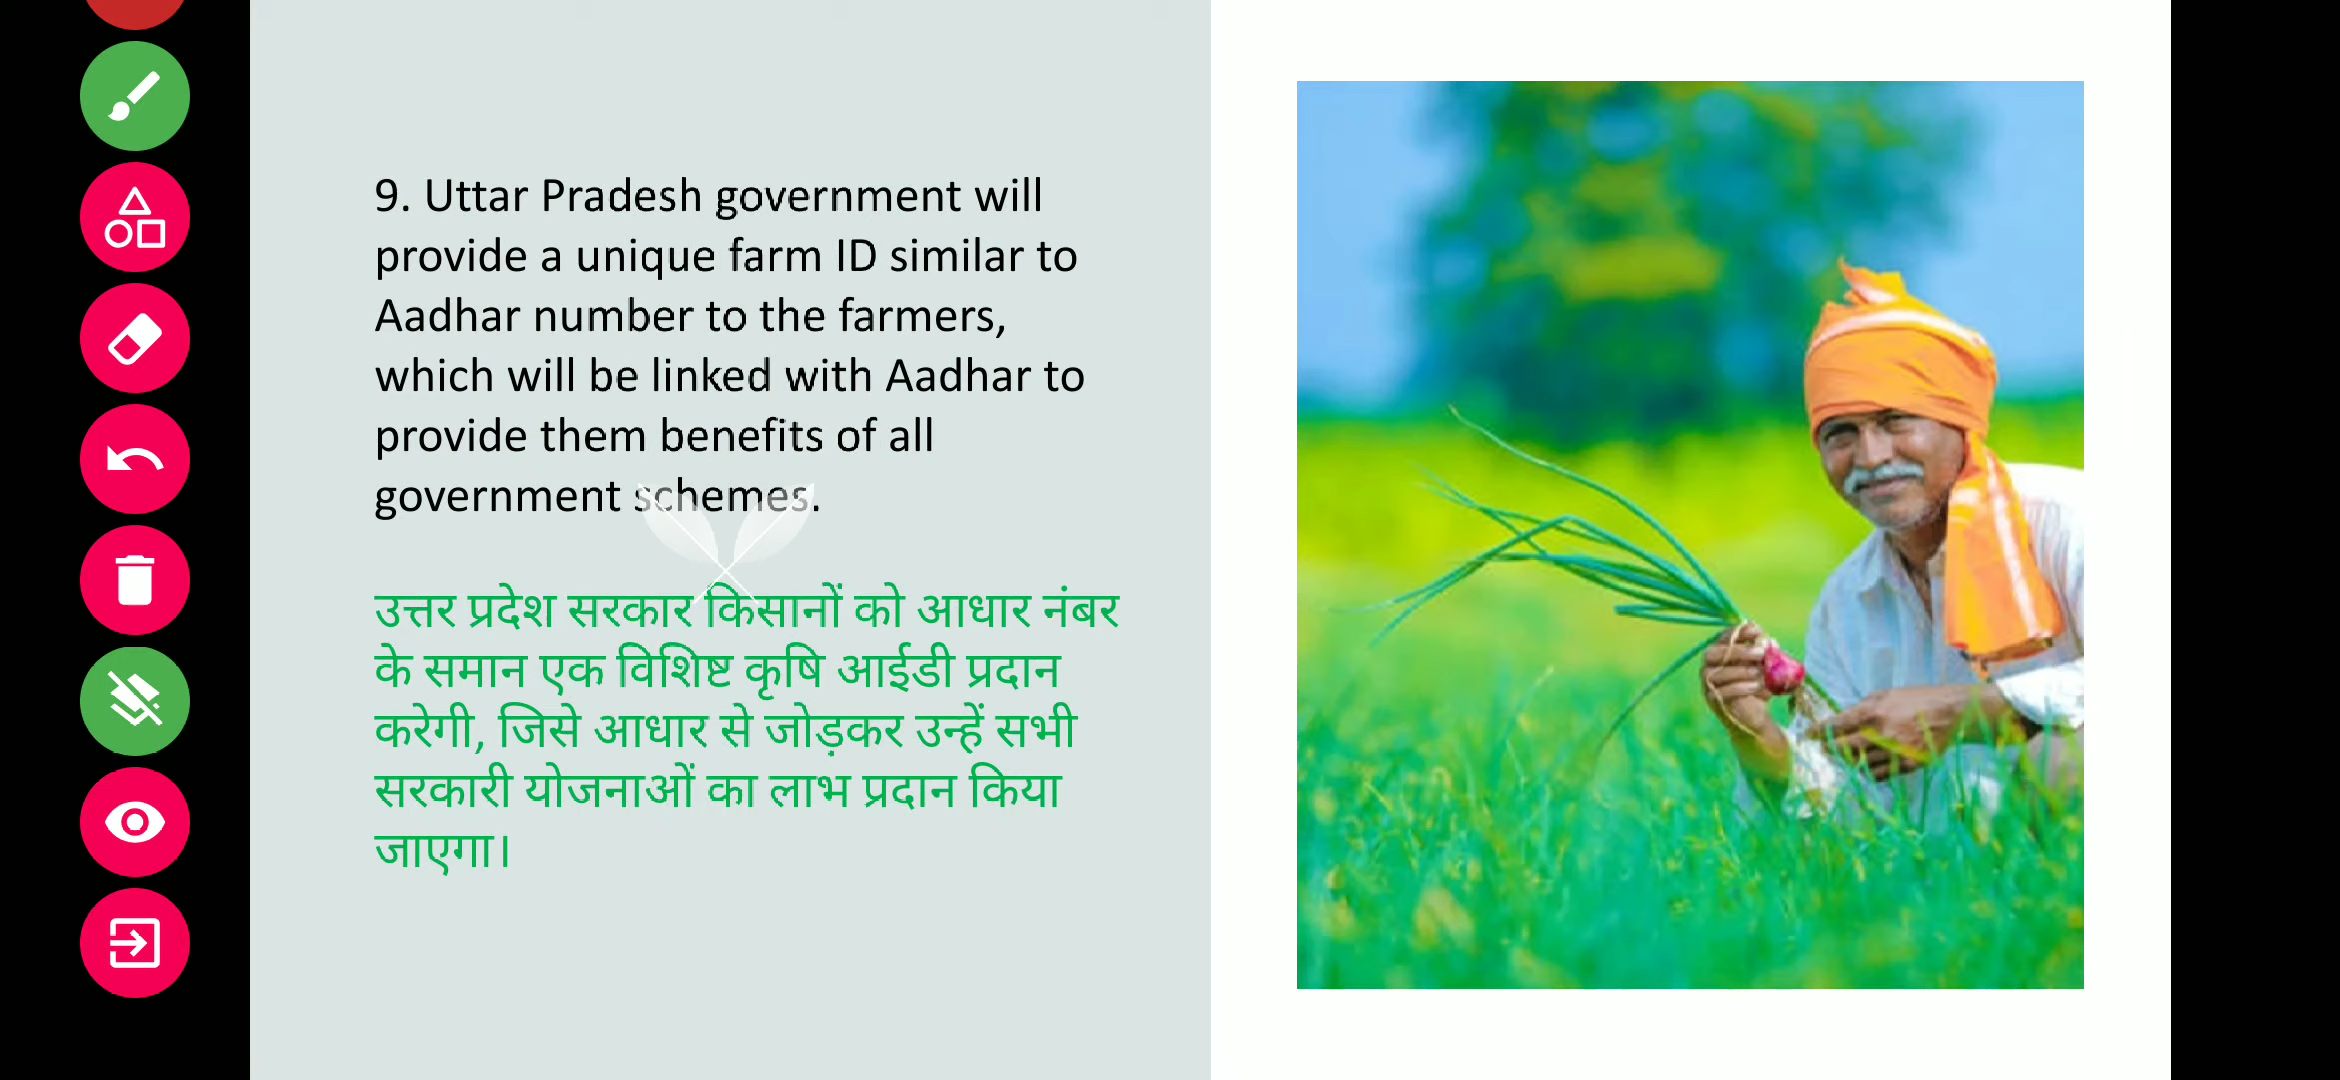 9. Uttar Pradesh government will
provide a unique farm ID similar to
Aadhar number to the farmers,
which will be linked with Aadhar to
provide them benefits of all
government schemes.
उत्तर प्रदेश सरकार किसानों को आधार नंबर
के समान एक विशिष्ट कृषि आईडी प्रदान
करेगी, जिसे आधार से जोड़कर उन्हें सभी
सरकारी योजनाओं का लाभ प्रदान किया
जाएगा।